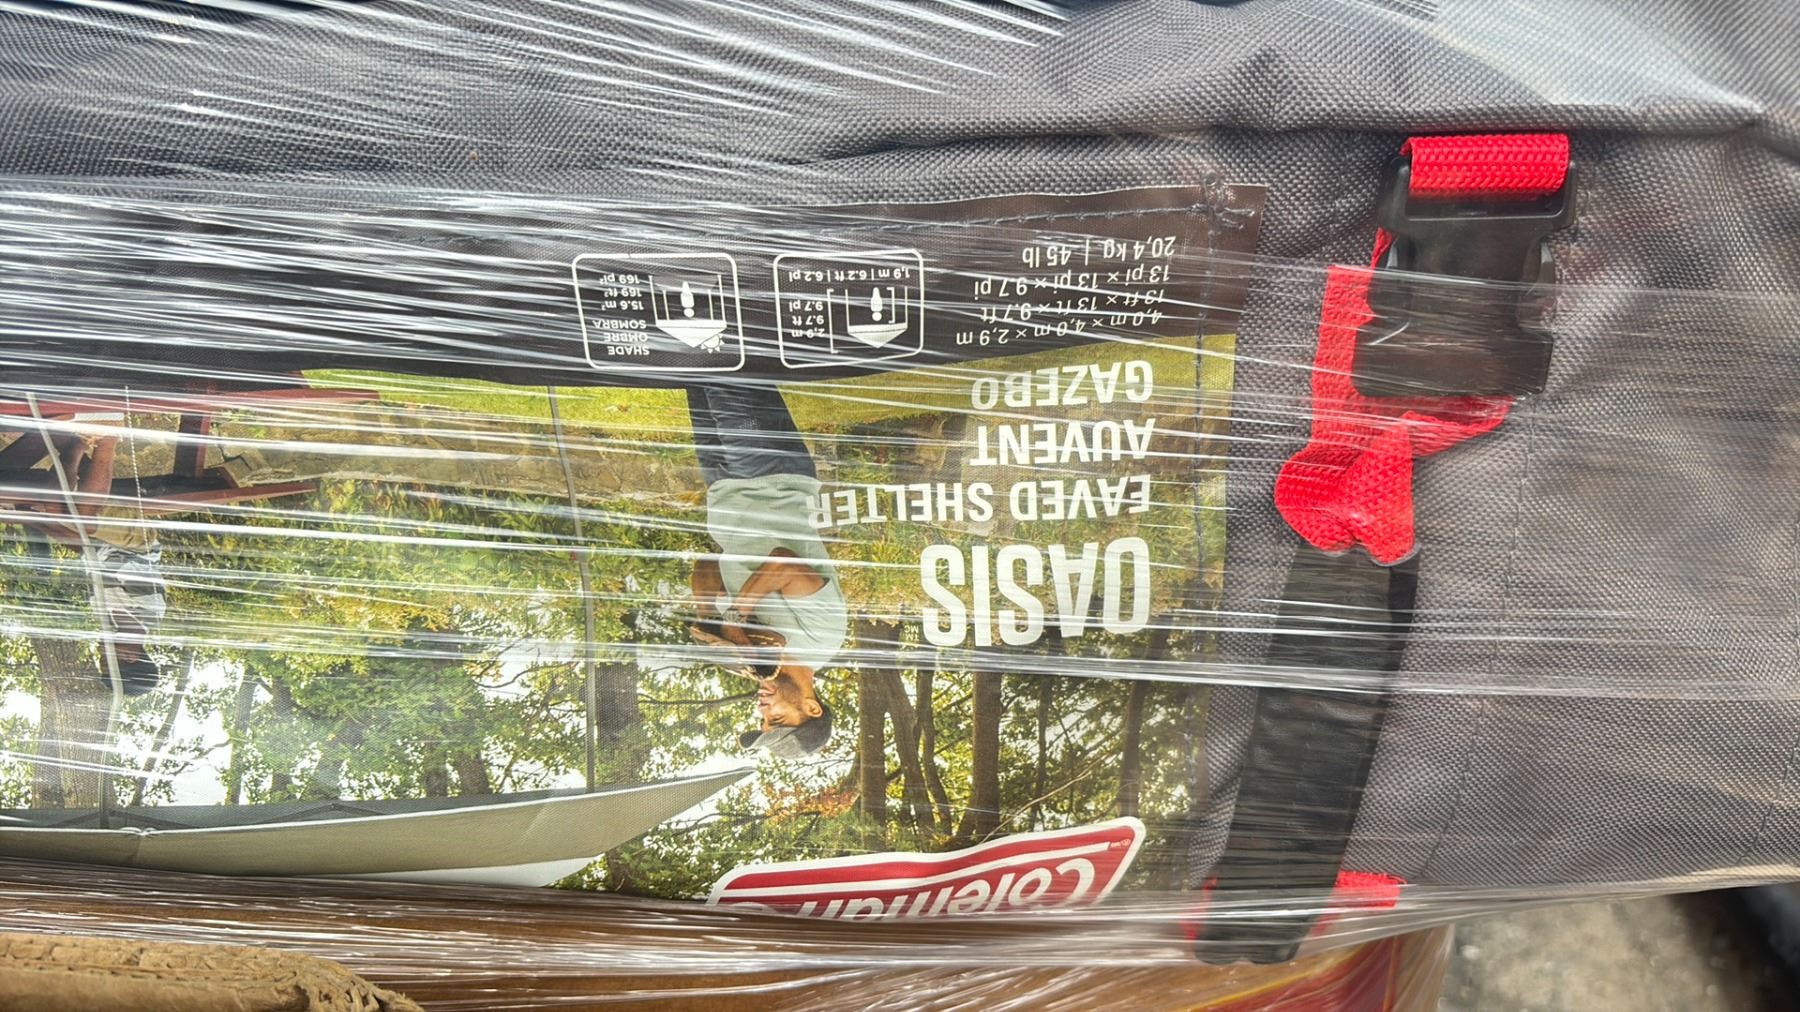 Coleman
OASIS
TM
MC
EAVED SHELTER
AUVENT
GAZEBO
4,0 m × 4,0 m × 2,9 m
13 ft × 13 ft × 9.7 ft
13 pi × 13 pi × 9.7 pi
20,4 kg | 45 lb
2,9 m
9.7 ft
9.7 pi
1,9 m | 6.2 ft | 6.2 pi
SHADE
OMBRE
SOMBRA
15.6 m²
169 ft²
169 pi²